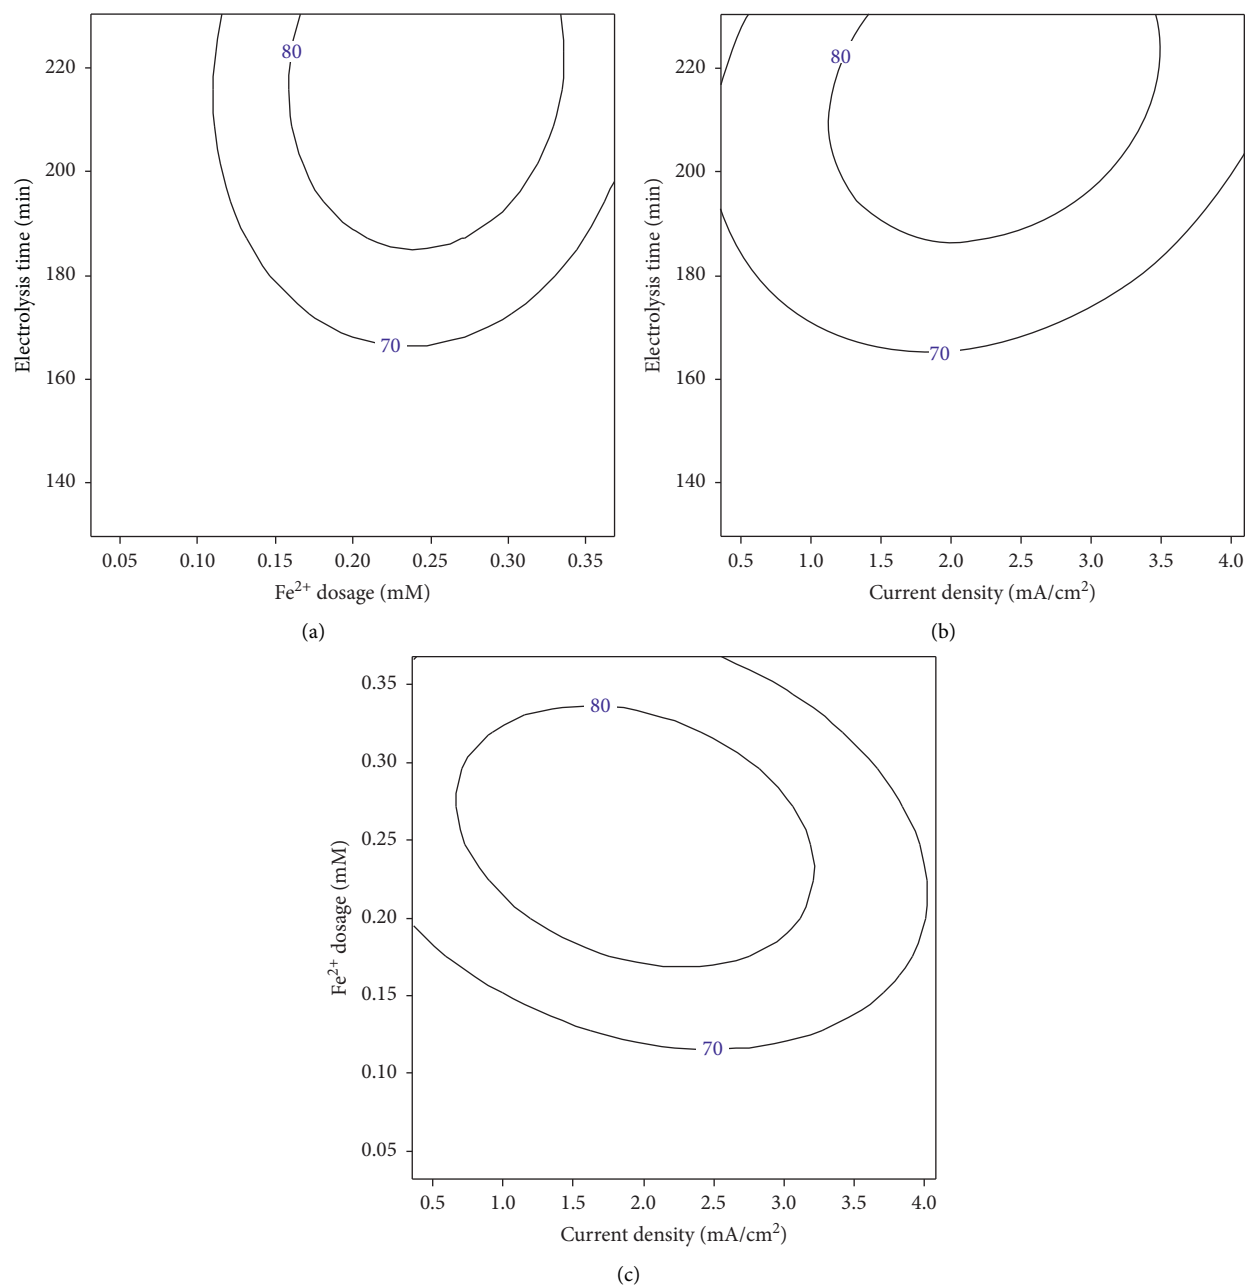 80
220
200
180
160
140
70
Electrolysis time (min)
0.05 0.10 0.15 0.20 0.25 0.30 0.35
Fe²⁺ dosage (mM)
(a)
80
220
200
180
160
140
70
Electrolysis time (min)
0.5 1.0 1.5 2.0 2.5 3.0 3.5 4.0
Current density (mA/cm²)
(b)
0.35
0.30
0.25
0.20
0.15
0.10
0.05
80
70
Fe²⁺ dosage (mM)
0.5 1.0 1.5 2.0 2.5 3.0 3.5 4.0
Current density (mA/cm²)
(c)